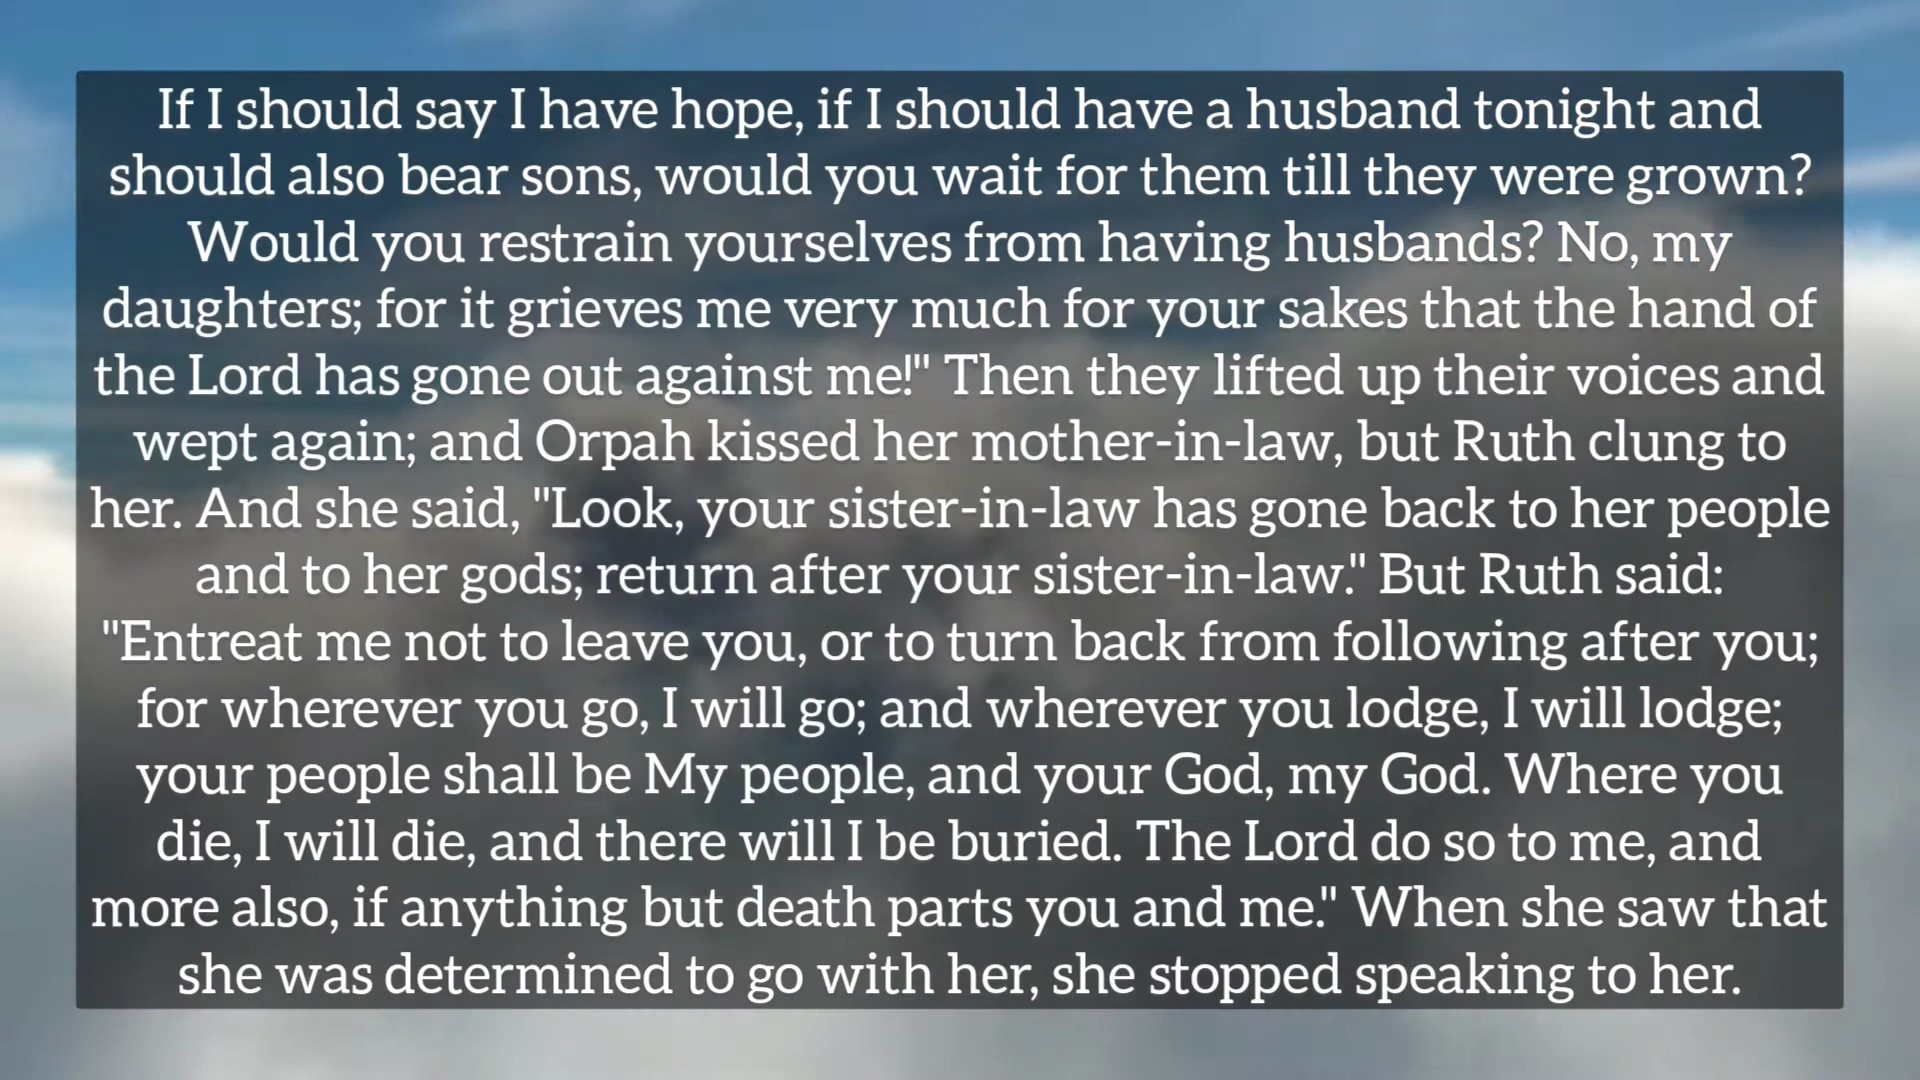 If I should say I have hope, if I should have a husband tonight and
should also bear sons, would you wait for them till they were grown?
Would you restrain yourselves from having husbands? No, my
daughters; for it grieves me very much for your sakes that the hand of
the Lord has gone out against me!" Then they lifted up their voices and
wept again; and Orpah kissed her mother-in-law, but Ruth clung to
her. And she said, "Look, your sister-in-law has gone back to her people
and to her gods; return after your sister-in-law." But Ruth said:
"Entreat me not to leave you, or to turn back from following after you;
for wherever you go, I will go; and wherever you lodge, I will lodge;
your people shall be My people, and your God, my God. Where you
die, I will die, and there will I be buried. The Lord do so to me, and
more also, if anything but death parts you and me." When she saw that
she was determined to go with her, she stopped speaking to her.